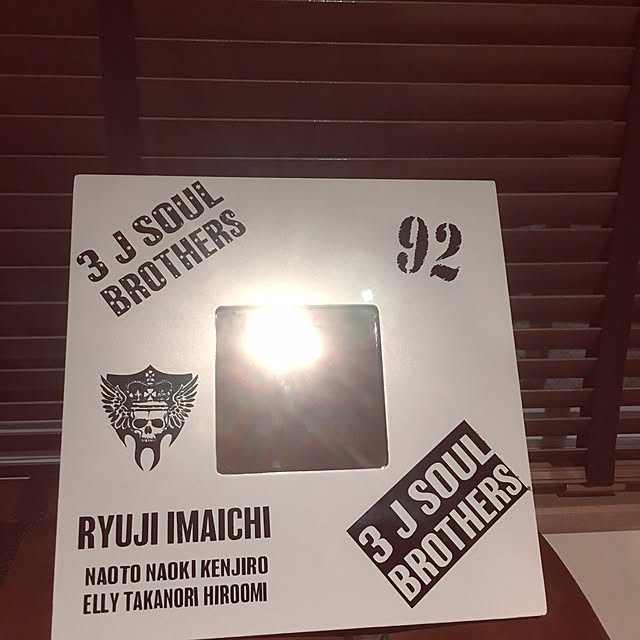 3 J SOUL
BROTHERS
92
RYUJI IMAICHI
NAOTO NAOKI KENJIRO
ELLY TAKANORI HIROOMI
3 J SOUL
BROTHERS